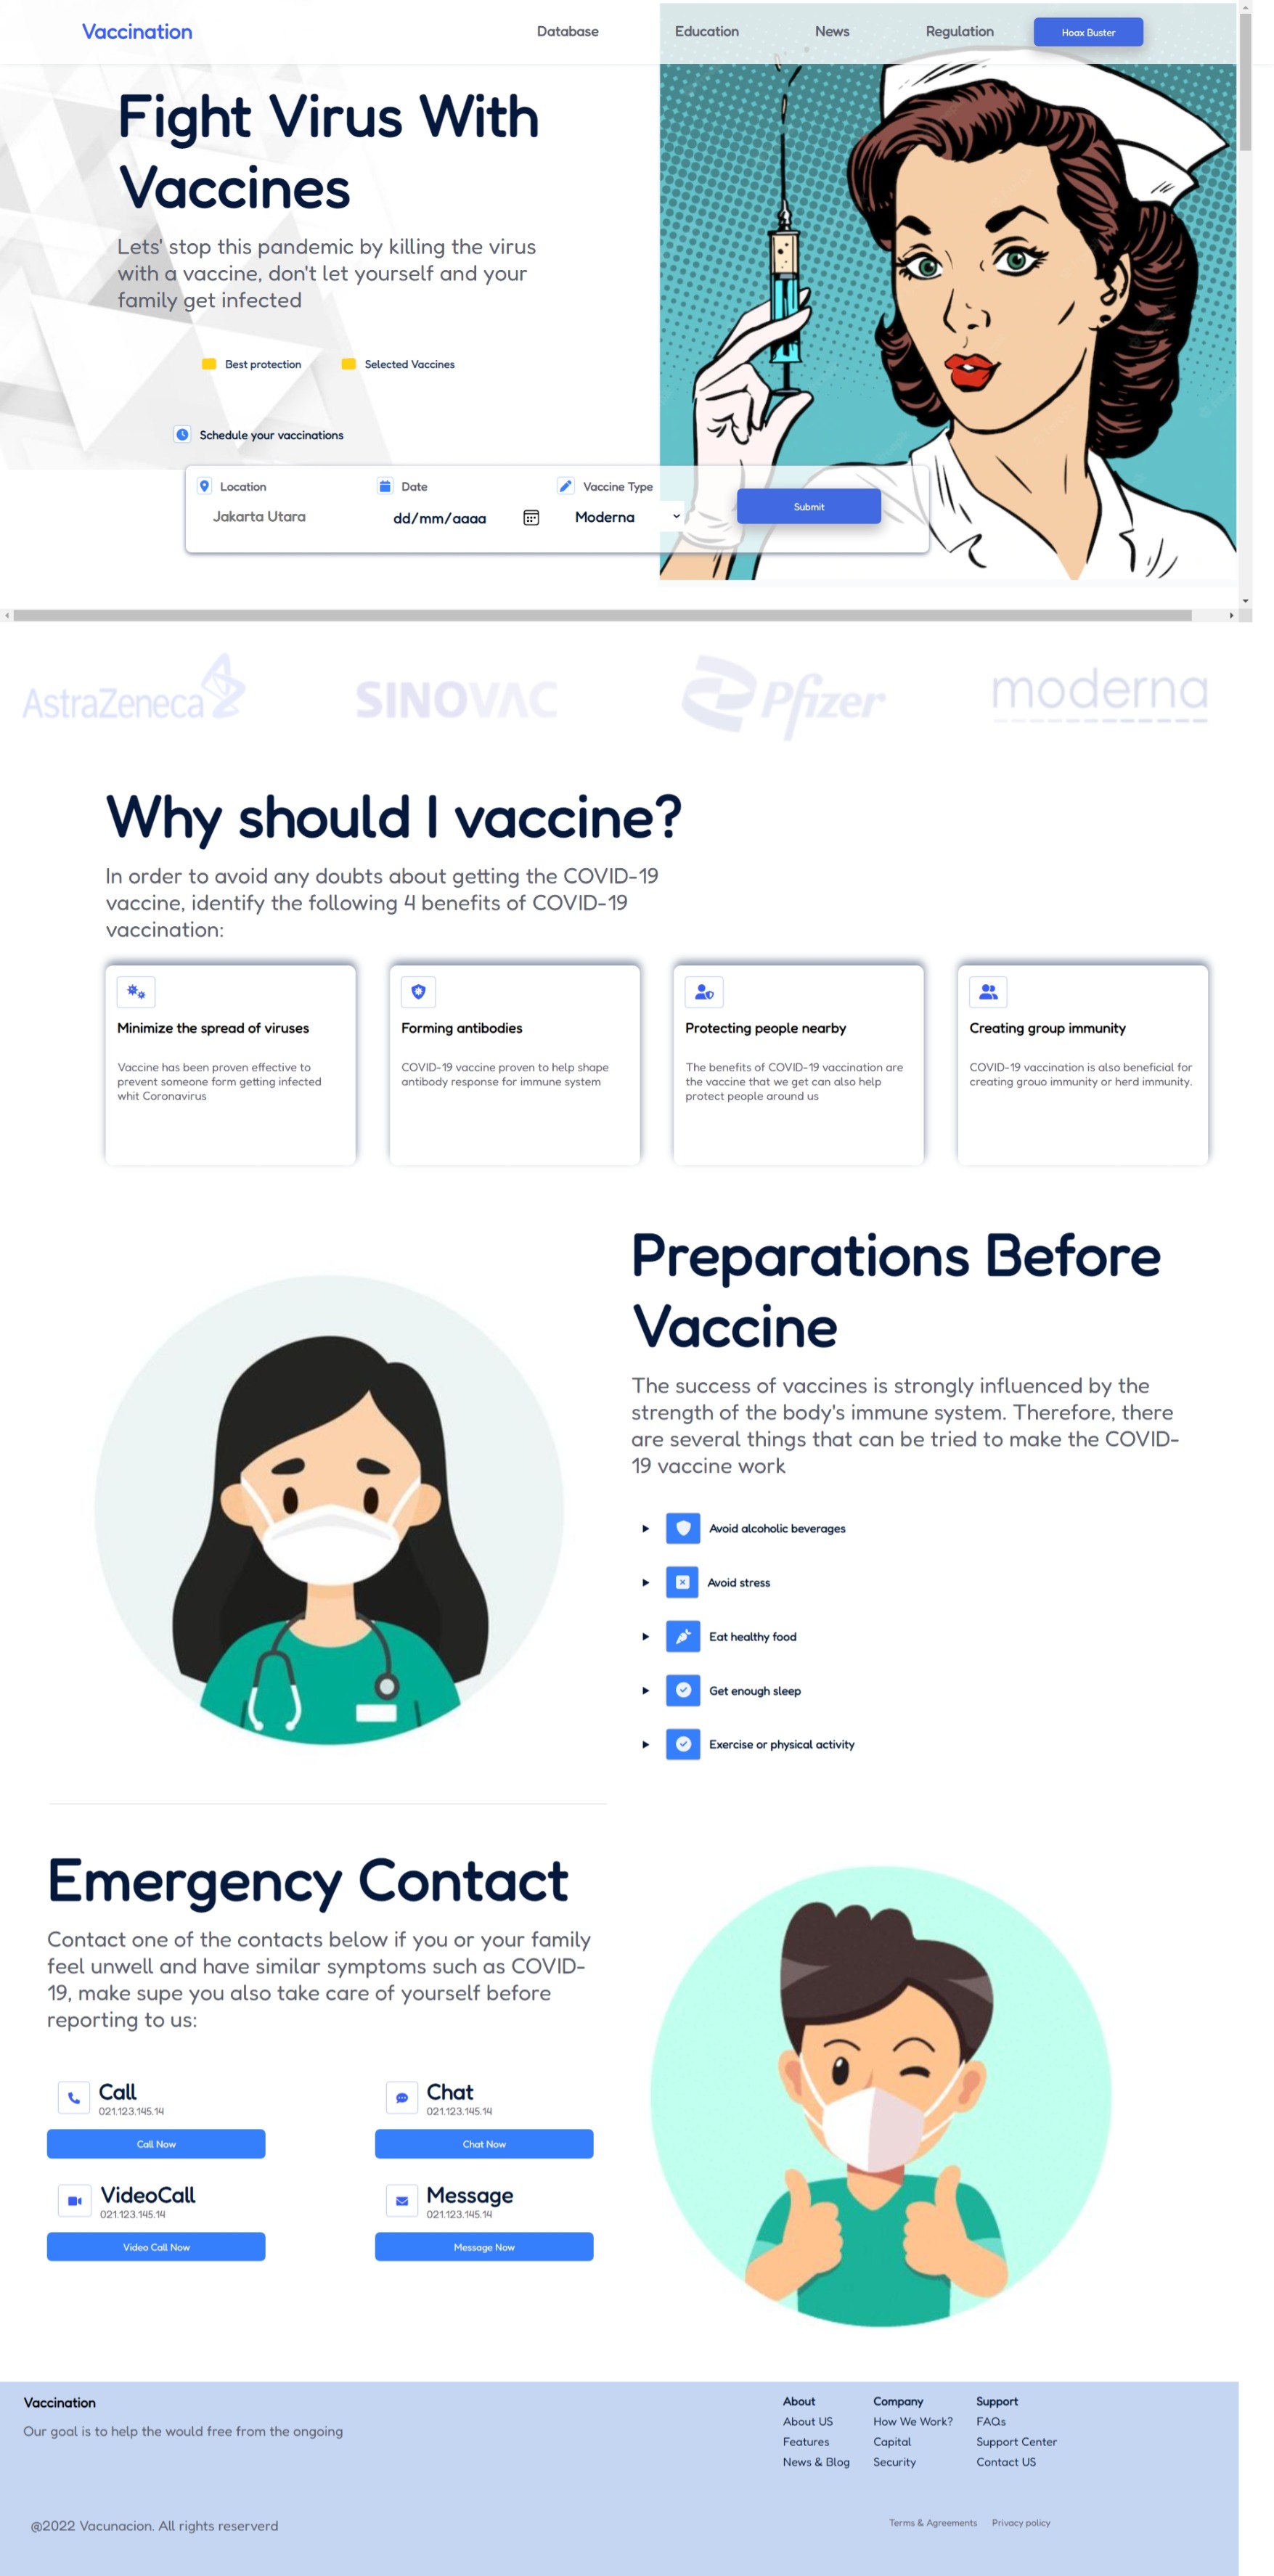 Vaccination
Database
Education
News
Regulation
Hoax Buster
Fight Virus With
Vaccines
Lets' stop this pandemic by killing the virus
with a vaccine, don't let yourself and your
family get infected
Best protection
Selected Vaccines
Schedule your vaccinations
Location
Date
Vaccine Type
Jakarta Utara
dd/mm/aaaa
Moderna
Submit
AstraZeneca
SINOVAC
Pfizer
moderna
Why should I vaccine?
In order to avoid any doubts about getting the COVID-19
vaccine, identify the following 4 benefits of COVID-19
vaccination:
Minimize the spread of viruses
Vaccine has been proven effective to
prevent someone form getting infected
whit Coronavirus
Forming antibodies
COVID-19 vaccine proven to help shape
antibody response for immune system
Protecting people nearby
The benefits of COVID-19 vaccination are
the vaccine that we get can also help
protect people around us
Creating group immunity
COVID-19 vaccination is also beneficial for
creating grouo immunity or herd immunity.
Preparations Before
Vaccine
The success of vaccines is strongly influenced by the
strength of the body's immune system. Therefore, there
are several things that can be tried to make the COVID-
19 vaccine work
Avoid alcoholic beverages
Avoid stress
Eat healthy food
Get enough sleep
Exercise or physical activity
Emergency Contact
Contact one of the contacts below if you or your family
feel unwell and have similar symptoms such as COVID-
19, make supe you also take care of yourself before
reporting to us:
Call
021.123.145.14
Call Now
Chat
021.123.145.14
Chat Now
VideoCall
021.123.145.14
Video Call Now
Message
021.123.145.14
Message Now
Vaccination
Our goal is to help the would free from the ongoing
About
About US
Features
News & Blog
Company
How We Work?
Capital
Security
Support
FAQs
Support Center
Contact US
@2022 Vacunacion. All rights reserverd
Terms & Agreements
Privacy policy